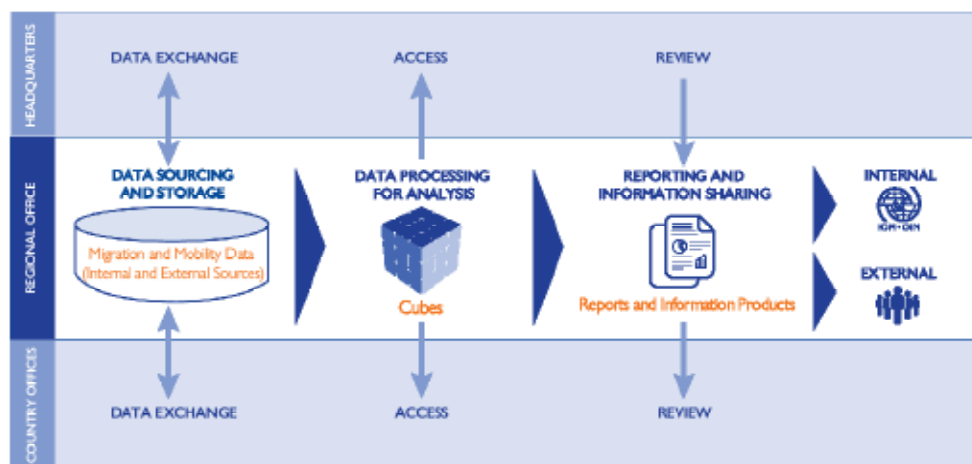 HEADQUARTERS
DATA EXCHANGE
ACCESS
REVIEW
REGIONAL OFFICE
DATA SOURCING
AND STORAGE
Migration and Mobility Data
(Internal and External Sources)
DATA PROCESSING
FOR ANALYSIS
Cubes
REPORTING AND
INFORMATION SHARING
Reports and Information Products
INTERNAL
IOM • OIM
EXTERNAL
COUNTRY OFFICES
DATA EXCHANGE
ACCESS
REVIEW